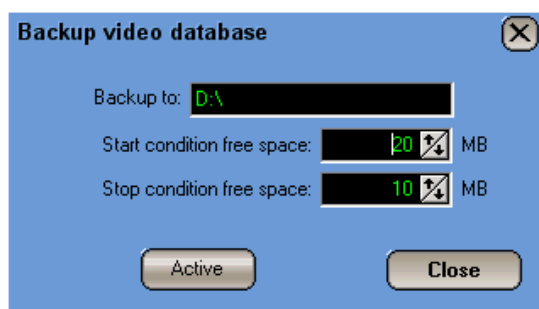 Backup video database
Backup to: D:\
Start condition free space: 20 MB
Stop condition free space: 10 MB
Active Close